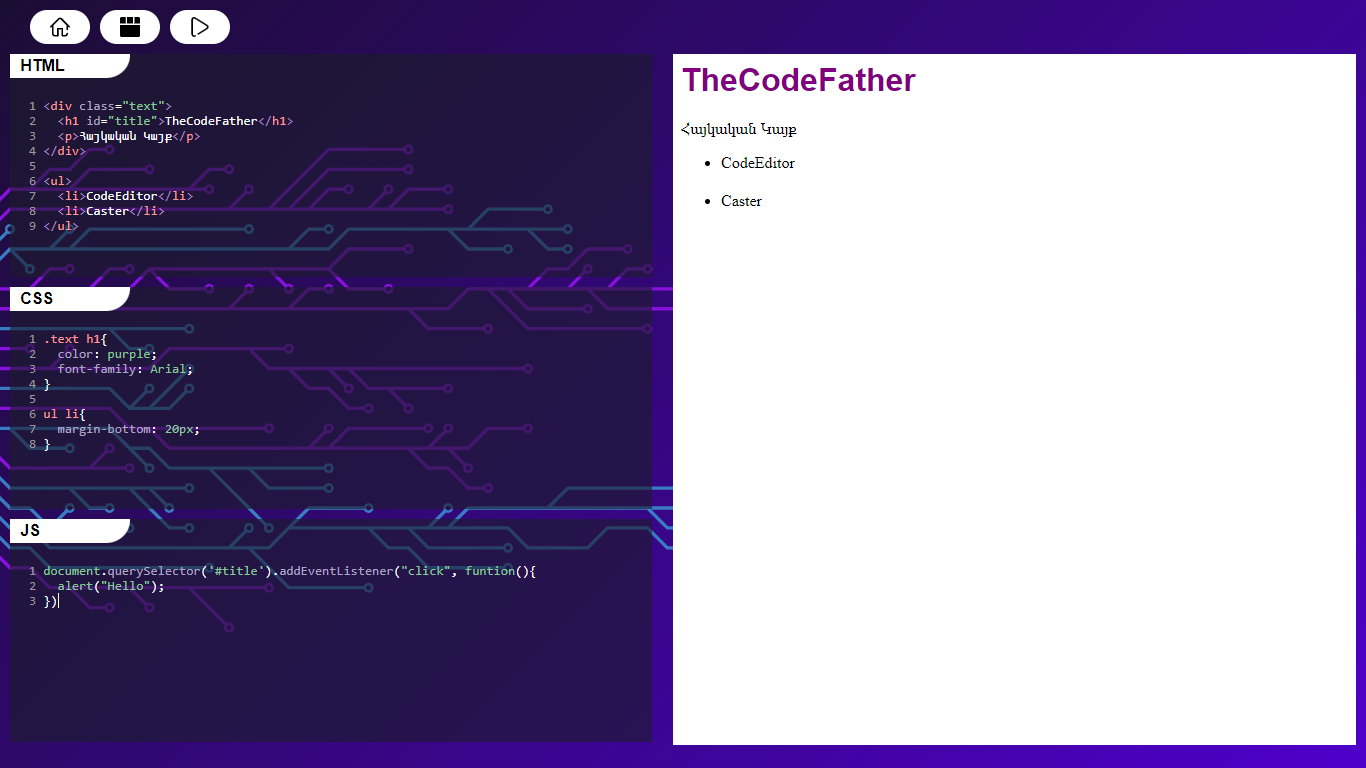 HTML
1 <div class="text">
2   <h1 id="title">TheCodeFather</h1>
3   <p>Հայկական Կայք</p>
4 </div>
5
6 <ul>
7   <li>CodeEditor</li>
8   <li>Caster</li>
9 </ul>
CSS
1 .text h1{
2   color: purple;
3   font-family: Arial;
4 }
5
6 ul li{
7   margin-bottom: 20px;
8 }
JS
1 document.querySelector('#title').addEventListener("click", funtion(){
2   alert("Hello");
3 })
TheCodeFather
Հայկական Կայք
• CodeEditor
• Caster